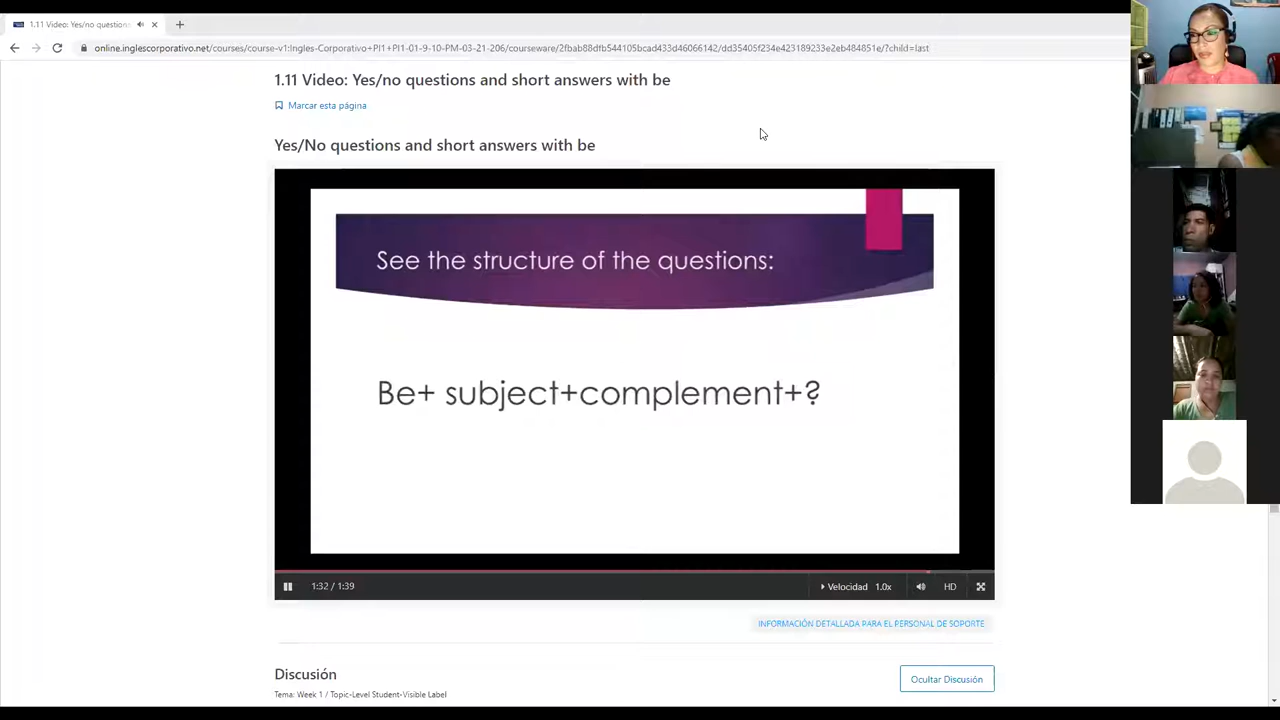 1.11 Video: Yes/no questions
online.inglescorporativo.net/courses/course-v1:Ingles-Corporativo+PI1+PI1-01-9-10-PM-03-21-206/courseware/2fbab88dfb544105bcad433d46066142/dd35405f234e423189233e2eb484851e/?child=last
1.11 Video: Yes/no questions and short answers with be
Marcar esta página
Yes/No questions and short answers with be
See the structure of the questions:
Be+ subject+complement+?
1:32 / 1:39
Velocidad 1.0x
HD
INFORMACIÓN DETALLADA PARA EL PERSONAL DE SOPORTE
Discusión
Ocultar Discusión
Tema: Week 1 / Topic-Level Student-Visible Label